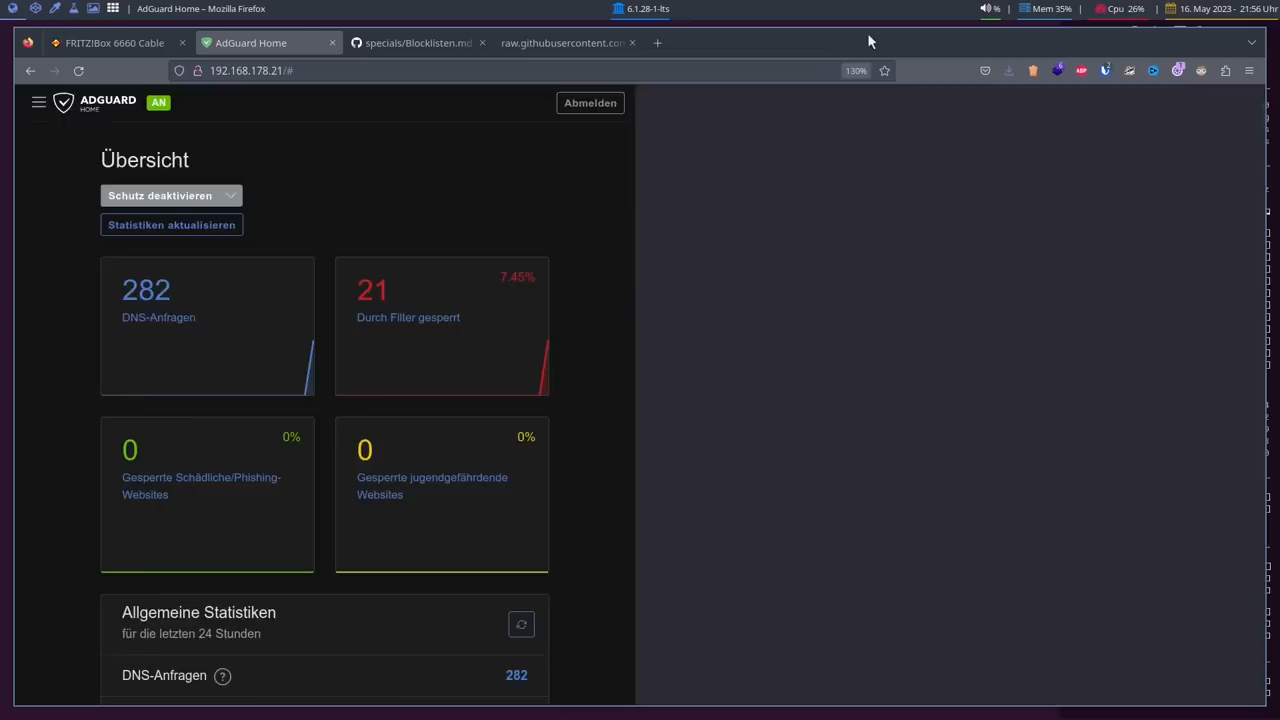 AdGuard Home – Mozilla Firefox
6.1.28-1-lts
%
Mem 35%
Cpu 26%
16. May 2023 - 21:56 Uhr
FRITZ!Box 6660 Cable
AdGuard Home
specials/Blocklisten.md
raw.githubusercontent.com
192.168.178.21/#
130%
ADGUARD
HOME
AN
Abmelden
Übersicht
Schutz deaktivieren
Statistiken aktualisieren
282
DNS-Anfragen
7.45%
21
Durch Filter gesperrt
0%
0
Gesperrte Schädliche/Phishing-
Websites
0%
0
Gesperrte jugendgefährdende
Websites
Allgemeine Statistiken
für die letzten 24 Stunden
DNS-Anfragen ?
282